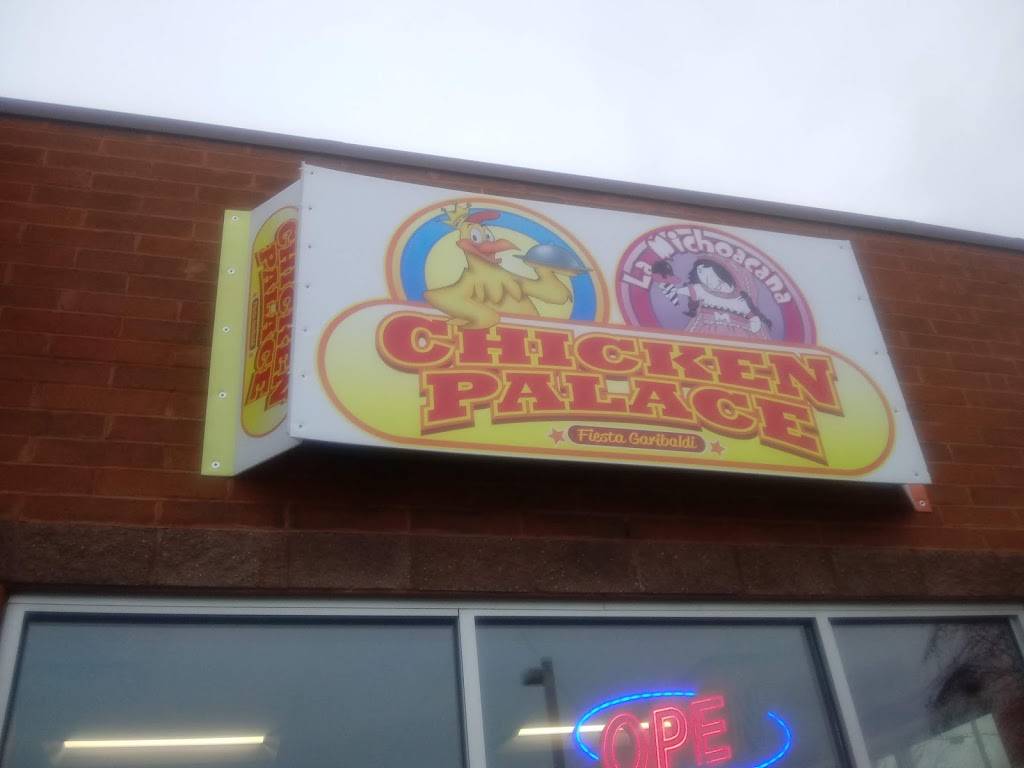 La Michoacana
CHICKEN
PALACE
Fiesta Garibaldi
CHICKEN
PALACE
OPE